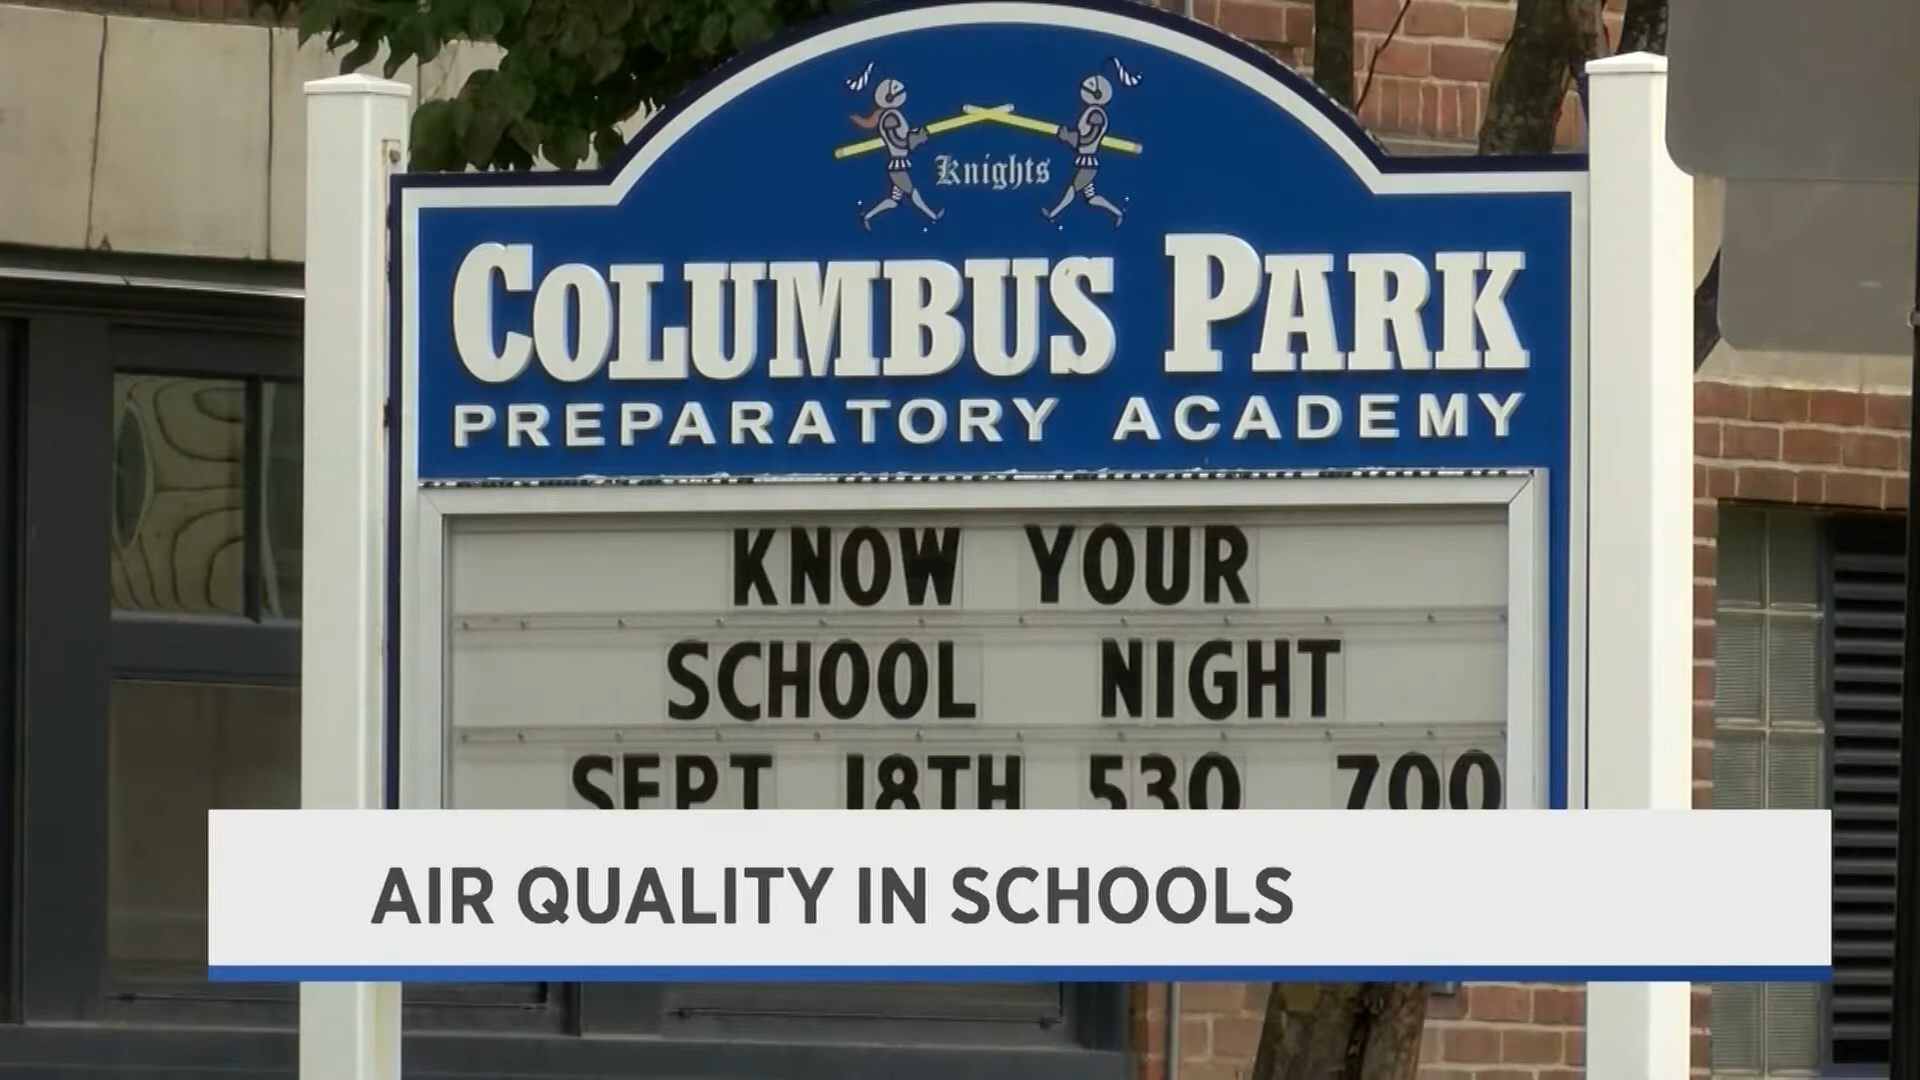 Knights
COLUMBUS PARK
PREPARATORY ACADEMY
KNOW YOUR
SCHOOL NIGHT
SEPT 18TH 530 700
AIR QUALITY IN SCHOOLS